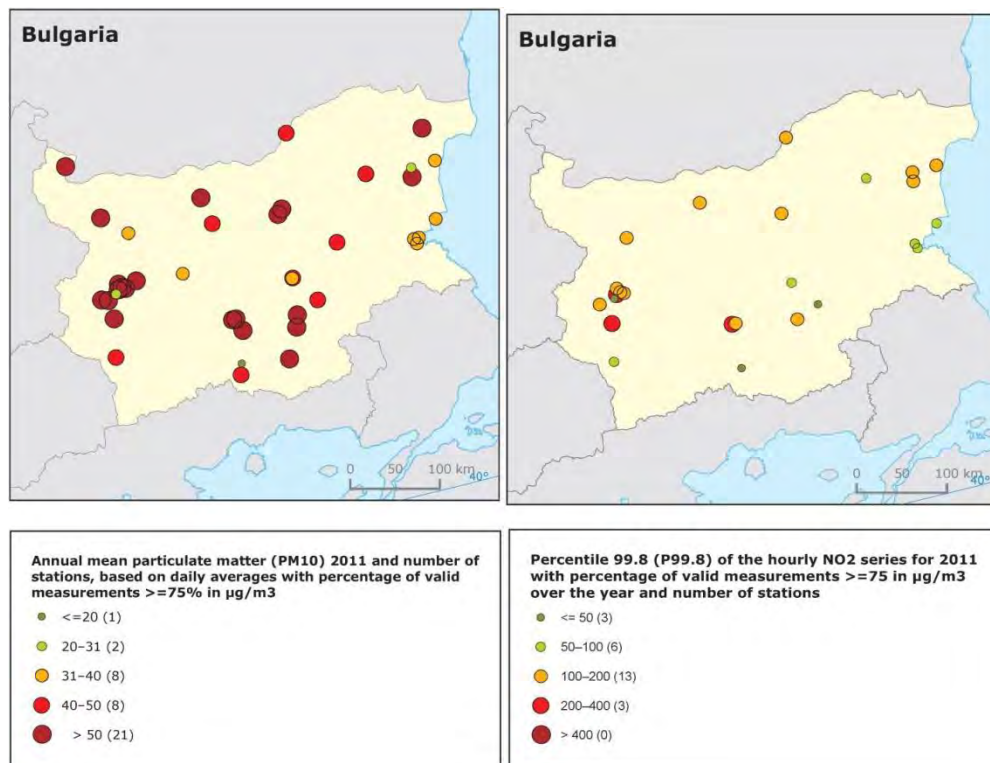 Bulgaria
0 50 100 km
40°
Bulgaria
0 50 100 km
40°
Annual mean particulate matter (PM10) 2011 and number of
stations, based on daily averages with percentage of valid
measurements >=75% in µg/m3
<=20 (1)
20–31 (2)
31–40 (8)
40–50 (8)
> 50 (21)
Percentile 99.8 (P99.8) of the hourly NO2 series for 2011
with percentage of valid measurements >=75 in µg/m3
over the year and number of stations
<= 50 (3)
50–100 (6)
100–200 (13)
200–400 (3)
> 400 (0)